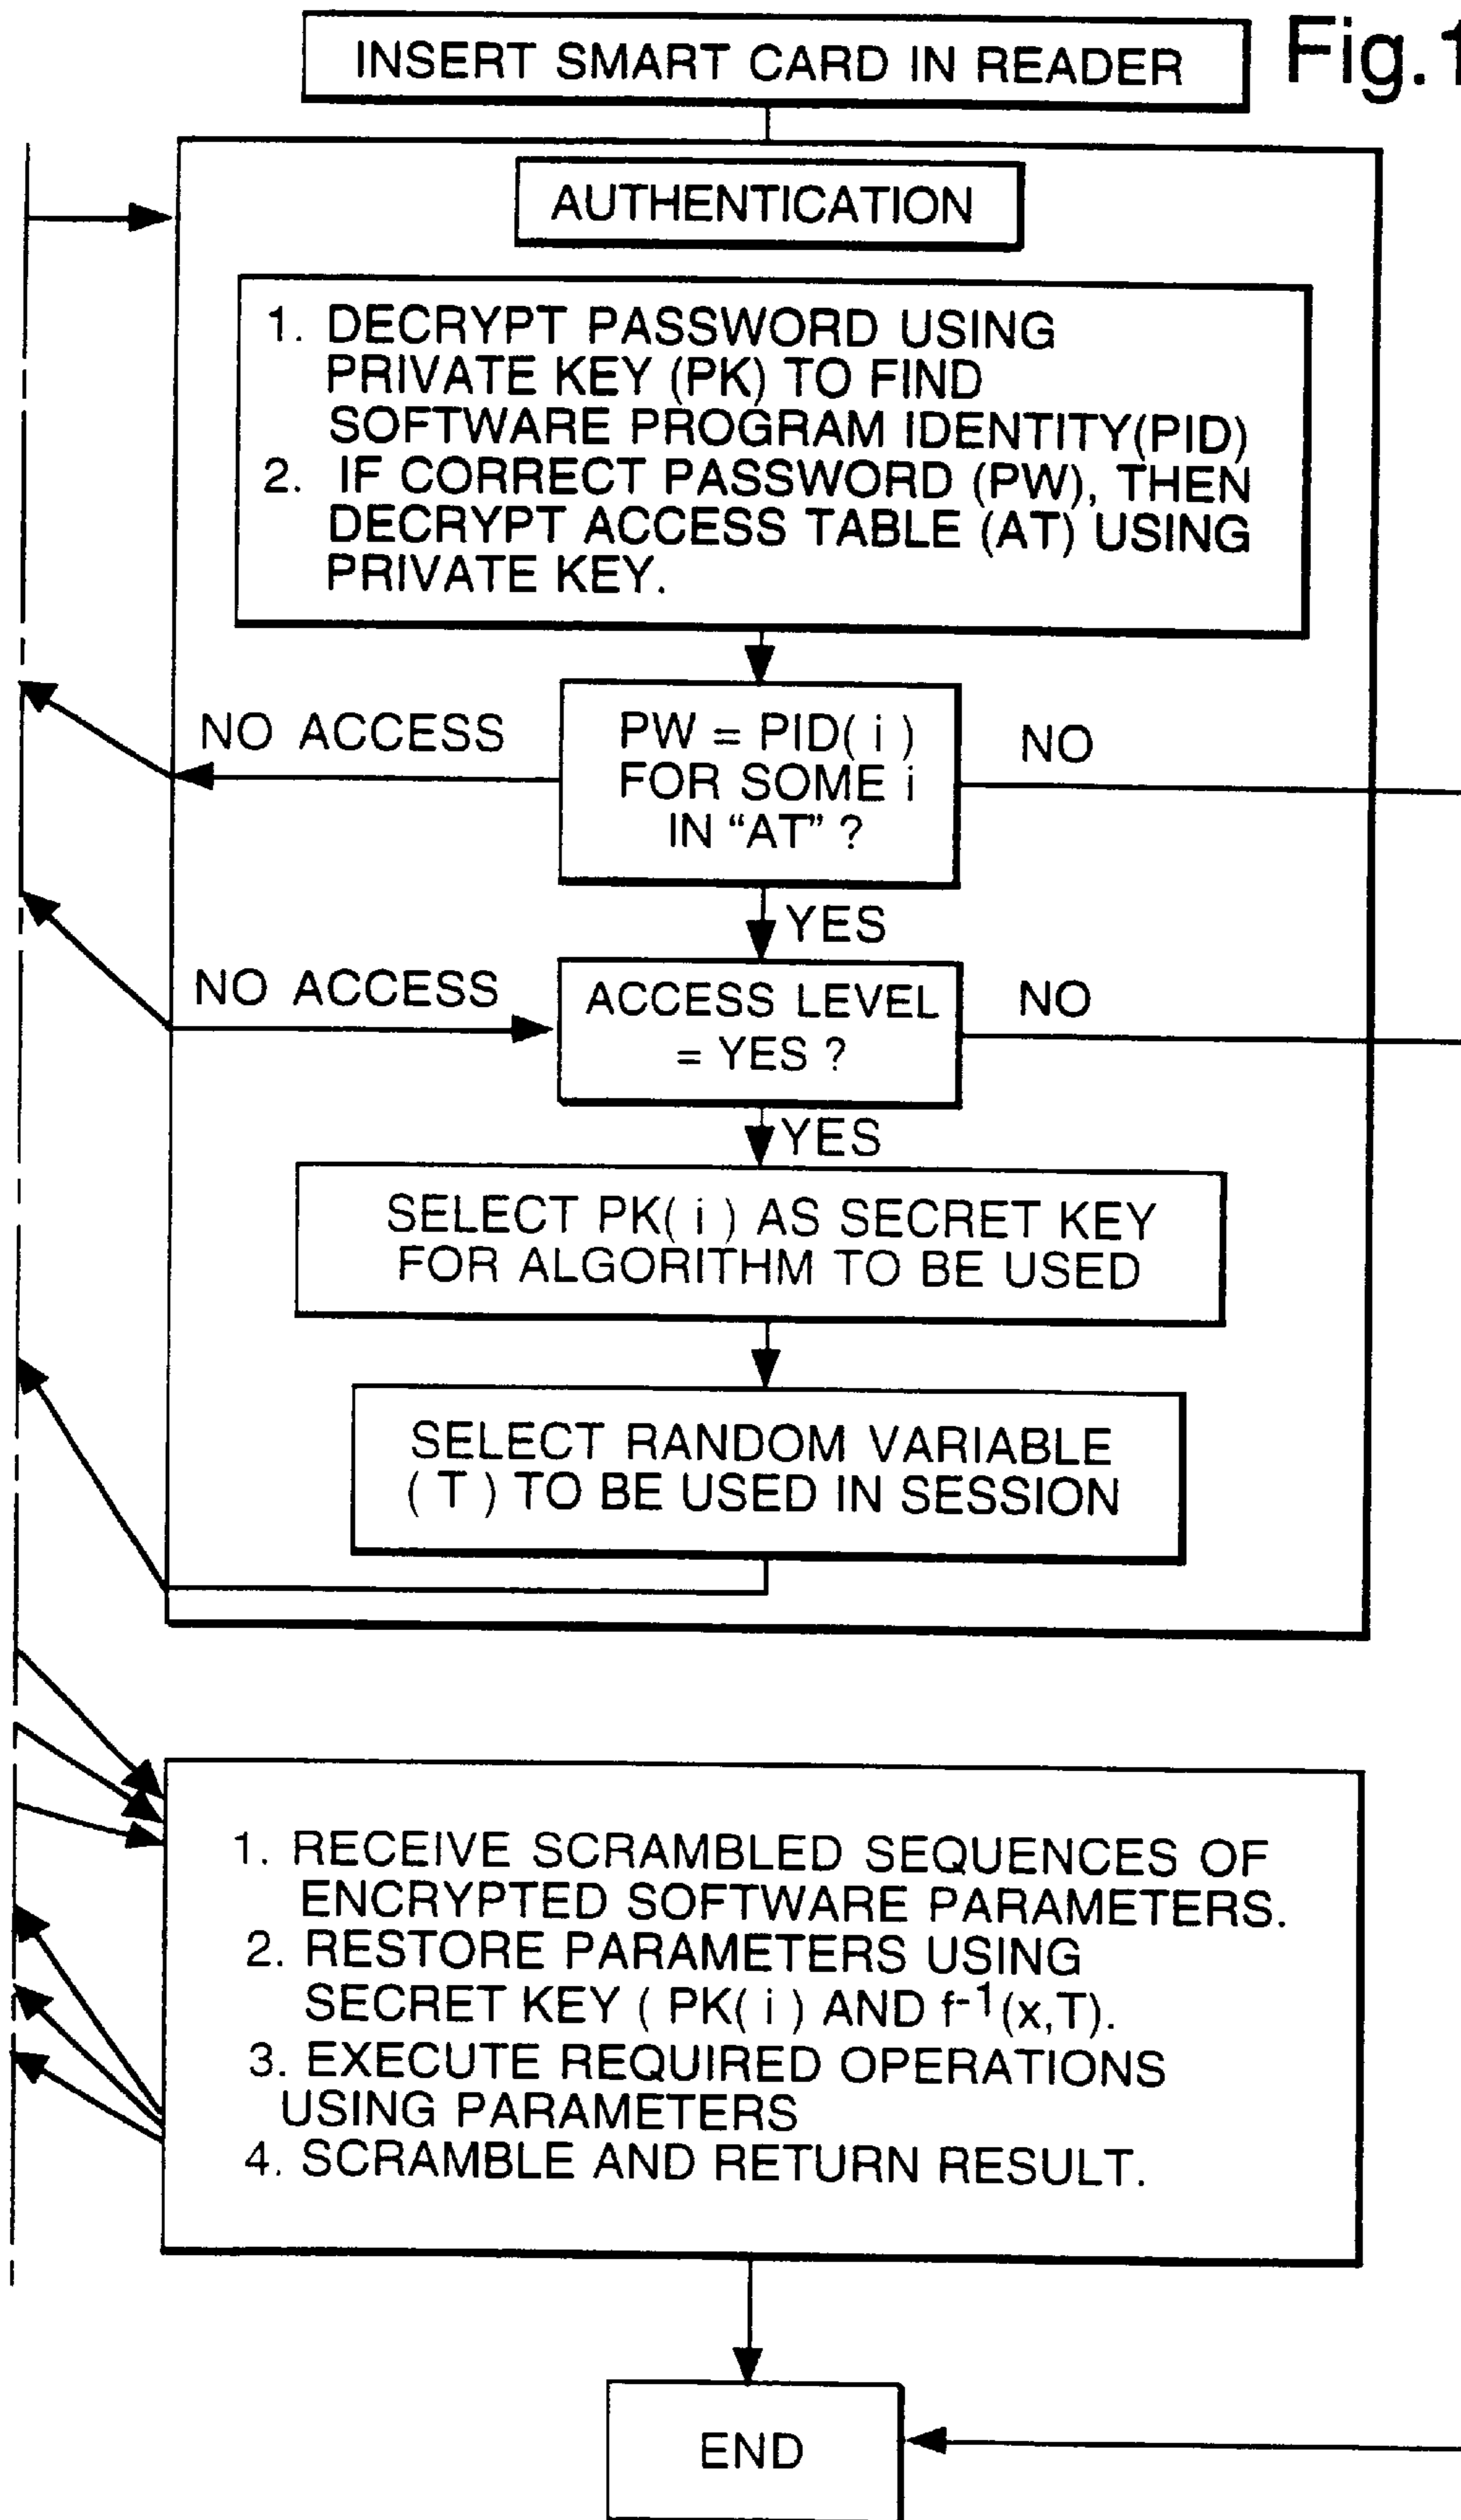 INSERT SMART CARD IN READER
Fig. 1
AUTHENTICATION
1. DECRYPT PASSWORD USING
PRIVATE KEY (PK) TO FIND
SOFTWARE PROGRAM IDENTITY(PID)
2. IF CORRECT PASSWORD (PW), THEN
DECRYPT ACCESS TABLE (AT) USING
PRIVATE KEY.
NO ACCESS
PW = PID( i )
FOR SOME i
IN “AT” ?
NO
YES
NO ACCESS
ACCESS LEVEL
= YES ?
NO
YES
SELECT PK( i ) AS SECRET KEY
FOR ALGORITHM TO BE USED
SELECT RANDOM VARIABLE
( T ) TO BE USED IN SESSION
1. RECEIVE SCRAMBLED SEQUENCES OF
ENCRYPTED SOFTWARE PARAMETERS.
2. RESTORE PARAMETERS USING
SECRET KEY ( PK( i ) AND f⁻¹(x,T).
3. EXECUTE REQUIRED OPERATIONS
USING PARAMETERS
4. SCRAMBLE AND RETURN RESULT.
END